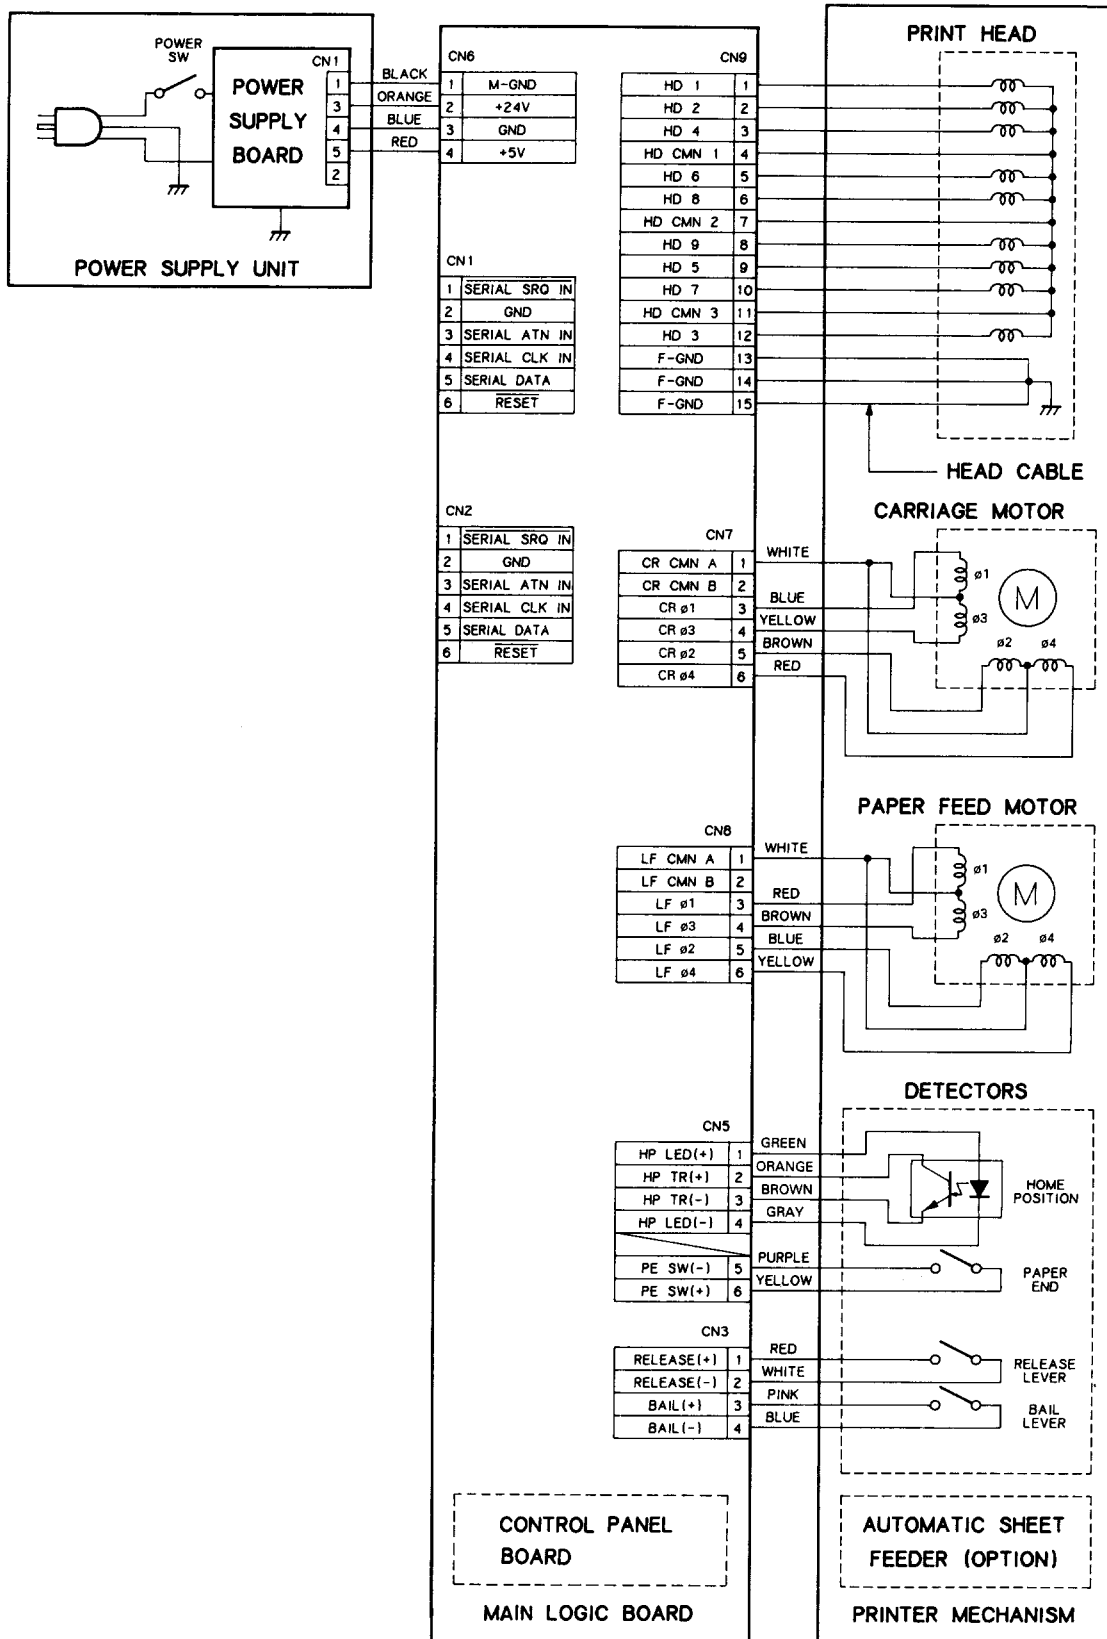 POWER
SW
POWER
SUPPLY
BOARD
CN1
1
3
4
5
2
POWER SUPPLY UNIT
BLACK
ORANGE
BLUE
RED
CN6
1 M-GND
2 +24V
3 GND
4 +5V
CN1
1 SERIAL SRQ IN
2 GND
3 SERIAL ATN IN
4 SERIAL CLK IN
5 SERIAL DATA
6 RESET
CN2
1 SERIAL SRQ IN
2 GND
3 SERIAL ATN IN
4 SERIAL CLK IN
5 SERIAL DATA
6 RESET
CN9
HD 1 1
HD 2 2
HD 4 3
HD CMN 1 4
HD 6 5
HD 8 6
HD CMN 2 7
HD 9 8
HD 5 9
HD 7 10
HD CMN 3 11
HD 3 12
F-GND 13
F-GND 14
F-GND 15
PRINT HEAD
HEAD CABLE
CARRIAGE MOTOR
CN7
CR CMN A 1 WHITE
CR CMN B 2
CR ø1 3 BLUE
CR ø3 4 YELLOW
CR ø2 5 BROWN
CR ø4 6 RED
ø1
M
ø3
ø2 ø4
PAPER FEED MOTOR
CN8
LF CMN A 1 WHITE
LF CMN B 2
LF ø1 3 RED
LF ø3 4 BROWN
LF ø2 5 BLUE
LF ø4 6 YELLOW
ø1
M
ø3
ø2 ø4
DETECTORS
CN5
HP LED(+) 1 GREEN
HP TR(+) 2 ORANGE
HP TR(-) 3 BROWN
HP LED(-) 4 GRAY
PE SW(-) 5 PURPLE
PE SW(+) 6 YELLOW
HOME
POSITION
PAPER
END
CN3
RELEASE(+) 1 RED
RELEASE(-) 2 WHITE
BAIL(+) 3 PINK
BAIL(-) 4 BLUE
RELEASE
LEVER
BAIL
LEVER
CONTROL PANEL
BOARD
MAIN LOGIC BOARD
AUTOMATIC SHEET
FEEDER (OPTION)
PRINTER MECHANISM